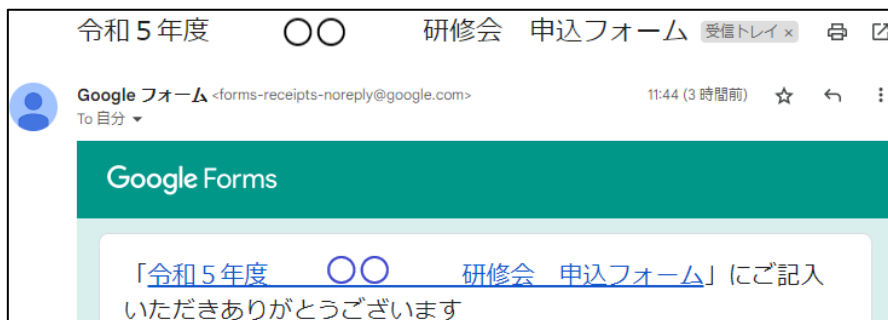 令和５年度　　　〇〇　　　研修会　申込フォーム 受信トレイ ×
Google フォーム <forms-receipts-noreply@google.com> 11:44 (3 時間前)
To 自分
Google Forms
「令和５年度　　　〇〇　　　研修会　申込フォーム」にご記入
いただきありがとうございます